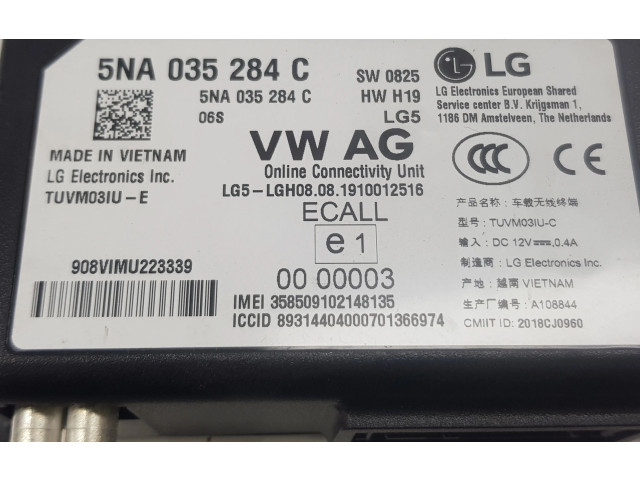 5NA 035 284 C
5NA 035 284 C
06S
SW 0825
HW H19
LG5
LG
LG Electronics European Shared
Service center B.V. Krijgsman 1,
1186 DM Amstelveen, The Netherlands
MADE IN VIETNAM
LG Electronics Inc.
TUVM03IU-E
VW AG
Online Connectivity Unit
LG5-LGH08.08.1910012516
ECALL
e1
00 00003
CCC
CE
产品名称: 车载无线终端
型号: TUVM03IU-C
输入: DC 12V⎓, 0.4A
制造商: LG Electronics Inc.
产地: 越南 VIETNAM
生产厂编号: A108844
CMIIT ID: 2018CJ0960
908VIMU223339
IMEI 358509102148135
ICCID 89314404000701366974